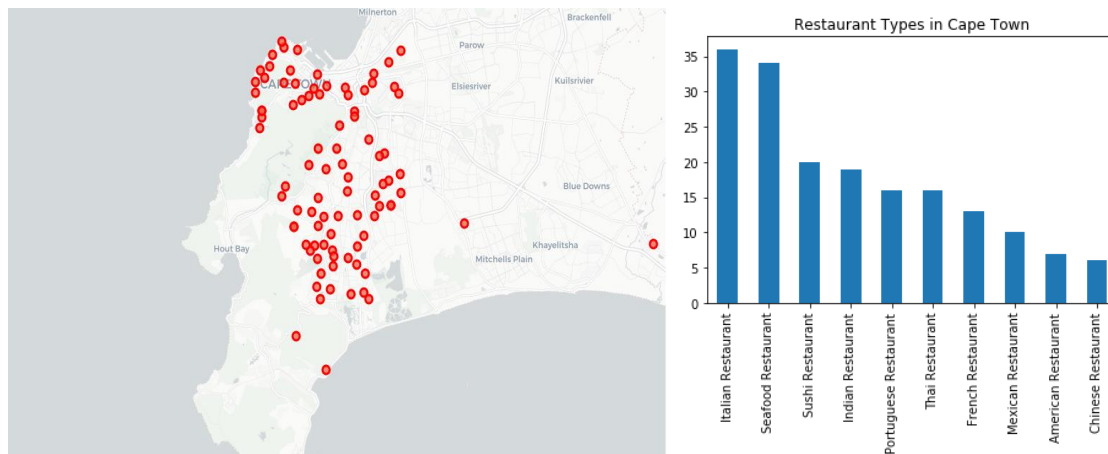 Milnerton
Brackenfell
Parow
Kuilsrivier
Elsiesriver
CAPE TOWN
Blue Downs
Hout Bay
Khayelitsha
Mitchells Plain
Restaurant Types in Cape Town
35
30
25
20
15
10
5
0
Italian Restaurant
Seafood Restaurant
Sushi Restaurant
Indian Restaurant
Portuguese Restaurant
Thai Restaurant
French Restaurant
Mexican Restaurant
American Restaurant
Chinese Restaurant